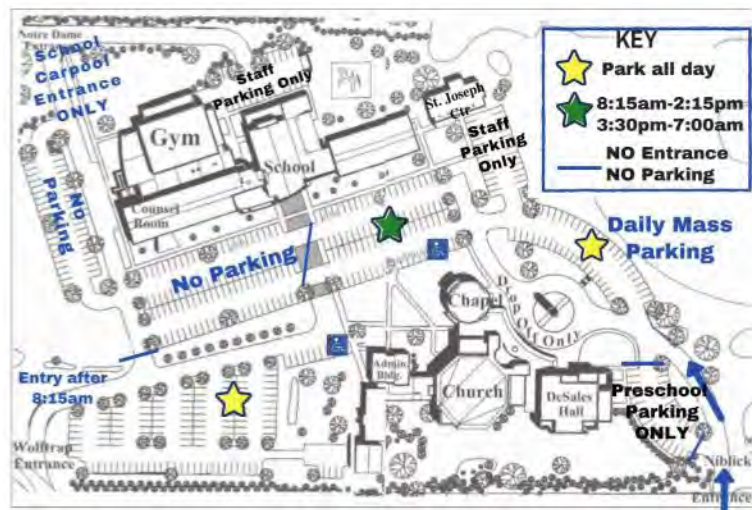 Notre Dame
Entrance
School
Carpool
Entrance
ONLY
Staff
Parking Only
Gym
School
Counsel
Room
St. Joseph
Ctr
Staff
Parking
Only
KEY
Park all day
8:15am-2:15pm
3:30pm-7:00am
NO Entrance
NO Parking
No
Parking
No Parking
Daily Mass
Parking
Chapel
Drop Off Only
Entry after
8:15am
Admin
Bldg.
Church
DeSales
Hall
Preschool
Parking
ONLY
Wolftrap
Entrance
Niblick
Entrance